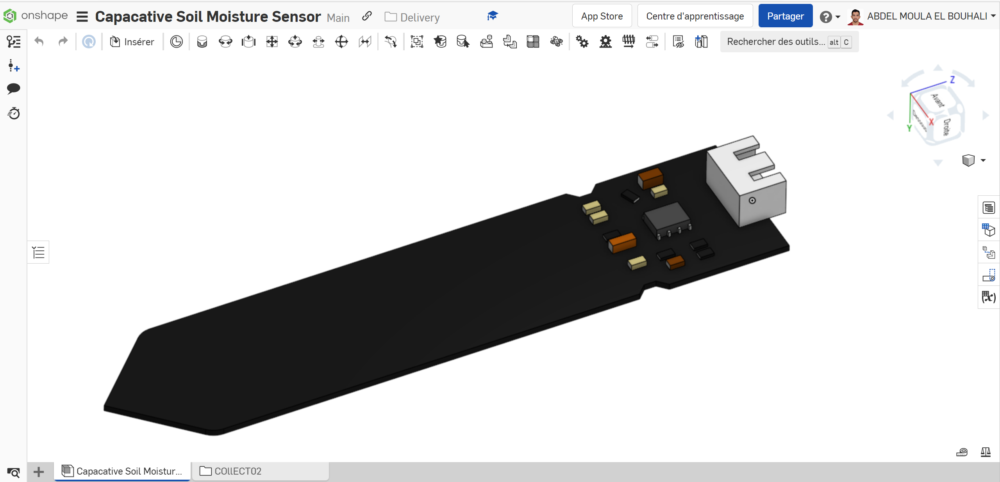 onshape Capacative Soil Moisture Sensor Main Delivery App Store Centre d'apprentissage Partager ABDEL MOULA EL BOUHALI
Insérer Rechercher des outils... alt C
Z
Avant
X
Y
Droite
(x)
Capacative Soil Moistur... COllECT02